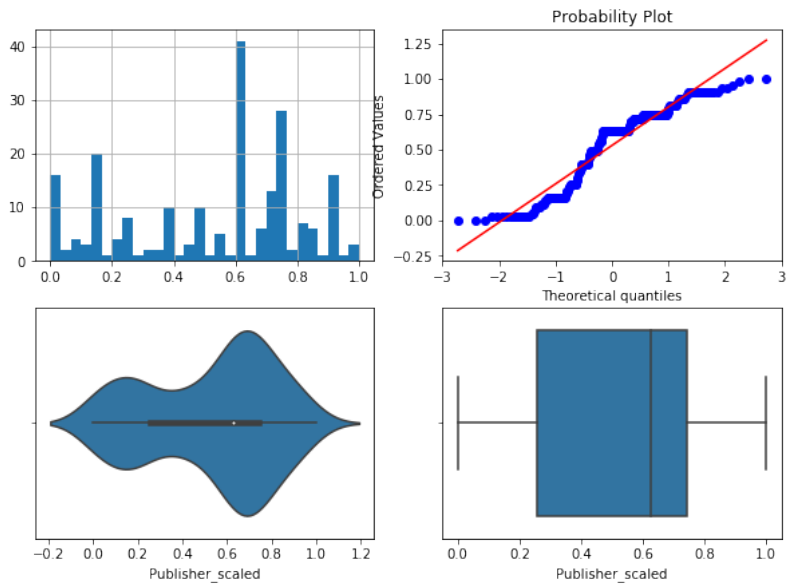 40
30
20
10
0
0.0 0.2 0.4 0.6 0.8 1.0
Probability Plot
1.25
1.00
0.75
0.50
0.25
0.00
−0.25
Ordered Values
−3 −2 −1 0 1 2 3
Theoretical quantiles
−0.2 0.0 0.2 0.4 0.6 0.8 1.0 1.2
Publisher_scaled
0.0 0.2 0.4 0.6 0.8 1.0
Publisher_scaled